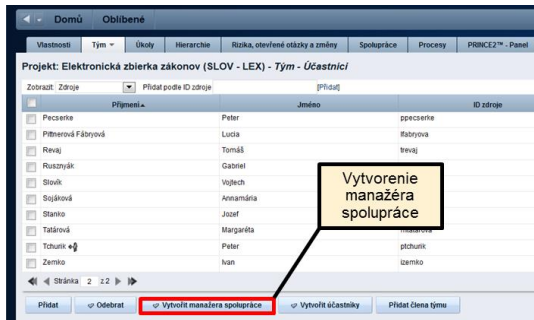 Domů Oblíbené
Vlastnosti Tým Úkoly Hierarchie Rizika, otevřené otázky a změny Spolupráce Procesy PRINCE2™ - Panel
Projekt: Elektronická zbierka zákonov (SLOV - LEX) - Tým - Účastníci
Zobrazit: Zdroje Přidat podle ID zdroje [Přidat]
Příjmení Jméno ID zdroje
Pecserke Peter ppecserke
Pittnerová Fábryová Lucia lfabryova
Revaj Tomáš trevaj
Rusznyák Gabriel
Slovík Vojtech
Sojáková Annamária
Stanko Jozef
Tatárová Margaréta
Tchurik Peter ptchurik
Zemko Ivan izemko
Vytvorenie
manažéra
spolupráce
Stránka 2 z 2
Přidat Odebrat Vytvořit manažera spolupráce Vytvořit účastníky Přidat člena týmu